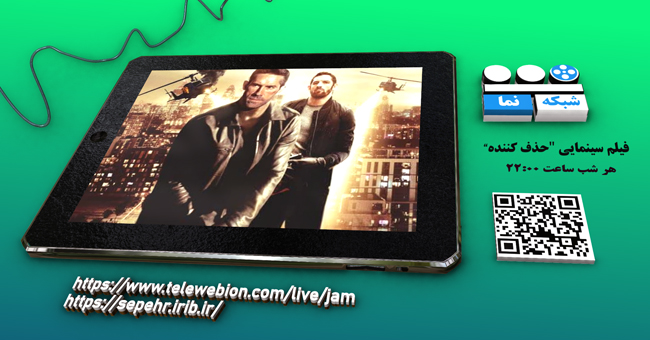 شبکه نما
فیلم سینمایی "حذف کننده"
هر شب ساعت ۲۲:۰۰
https://www.telewebion.com/live/jam
https://sepehr.irib.ir/